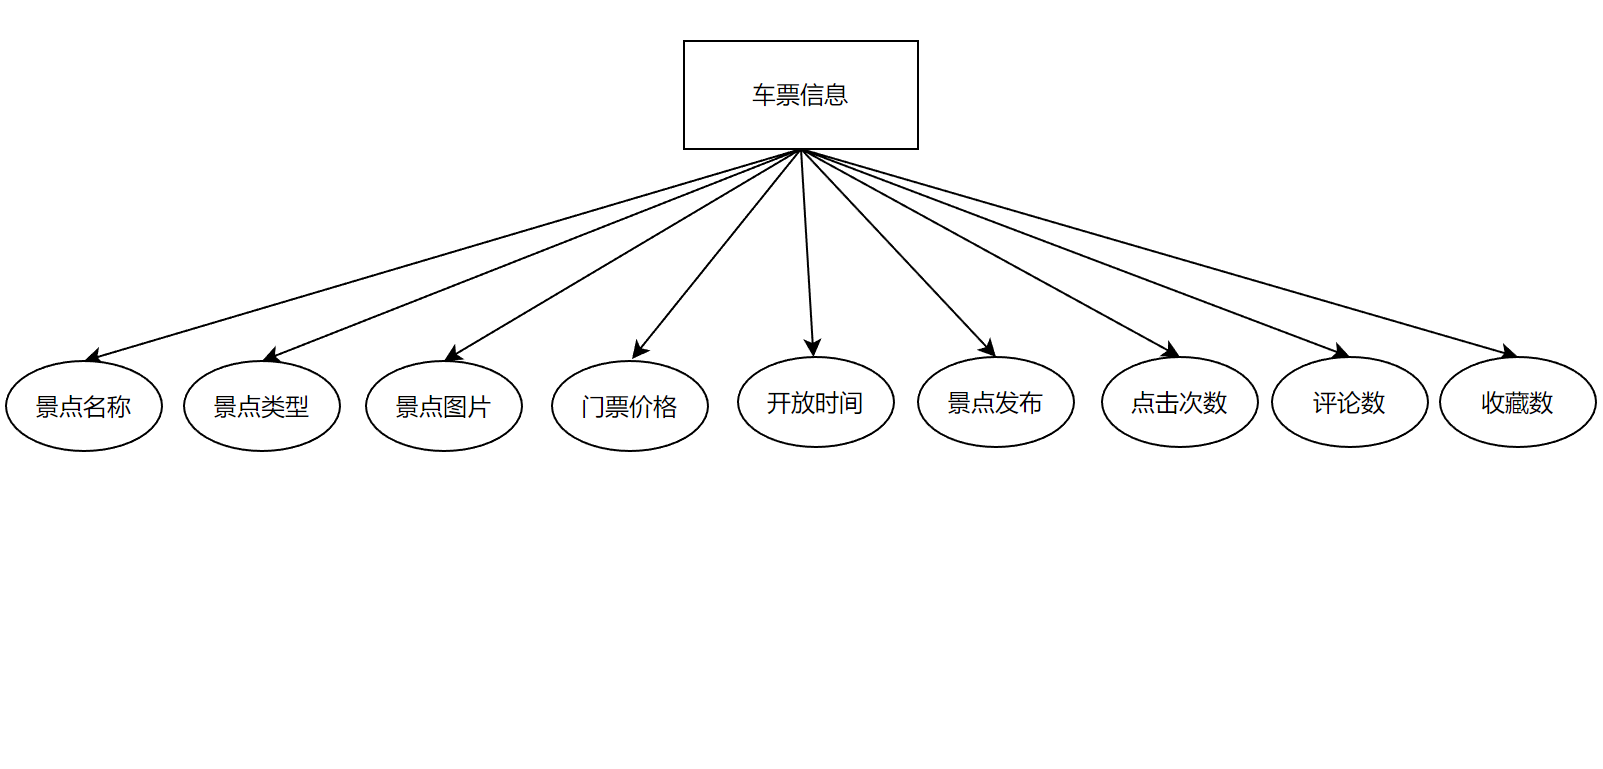 车票信息
景点名称
景点类型
景点图片
门票价格
开放时间
景点发布
点击次数
评论数
收藏数